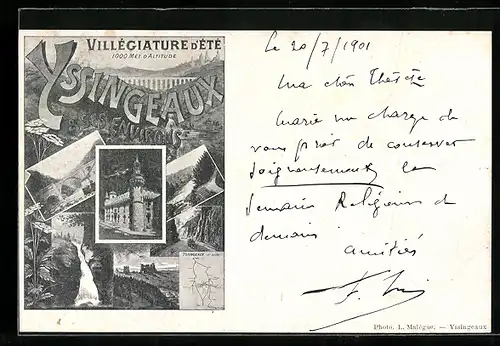 VILLÉGIATURE D'ÉTÉ
1000 MET. D'ALTITUDE
YSSINGEAUX
& SES ENVIRONS
YSSINGEAUX
Le 20/7/1901
Ma chère Thérèse
Marie me charge de
vous prier de conserver
soigneusement la
Semaine Religieuse de
demain
amitiés
F.
Photo. L. Malègue. — Yssingeaux